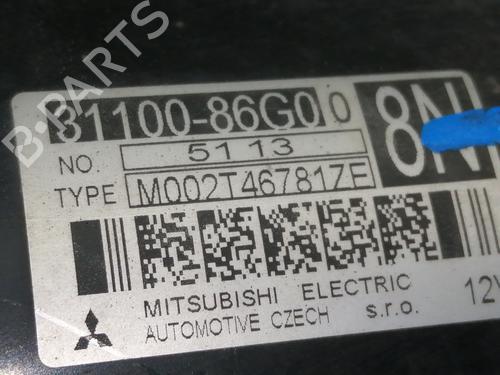 B-PARTS
31100-86G00
8N
NO. 5113
TYPE M002T46781ZE
MITSUBISHI ELECTRIC
AUTOMOTIVE CZECH s.r.o. 12V